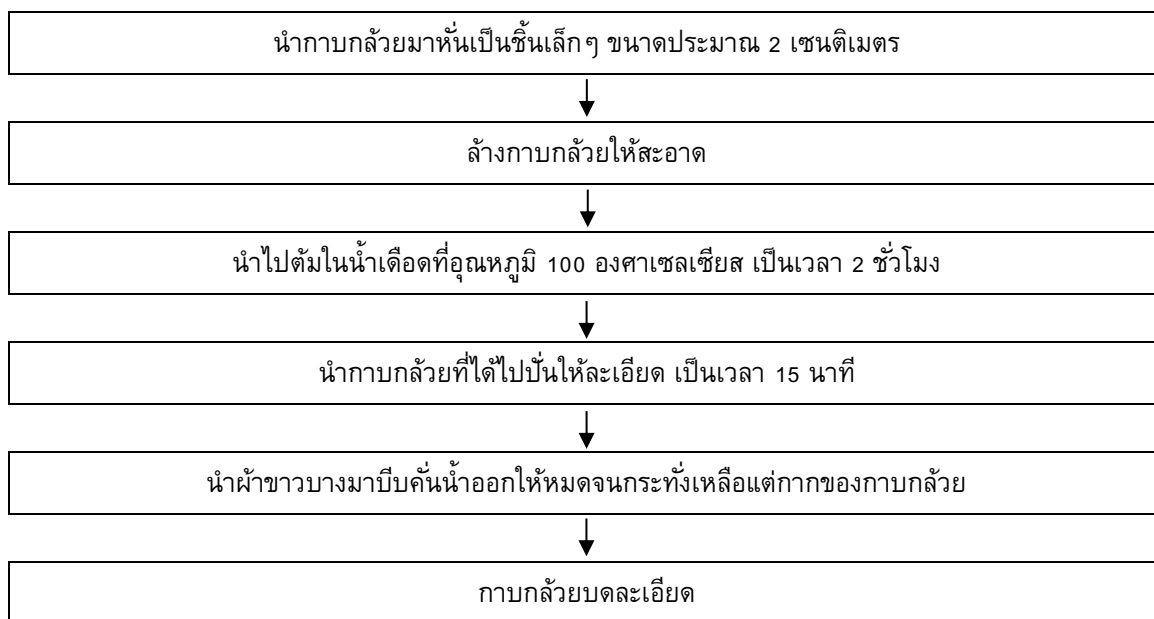 นำกาบกล้วยมาหั่นเป็นชิ้นเล็กๆ ขนาดประมาณ 2 เซนติเมตร
ล้างกาบกล้วยให้สะอาด
นำไปต้มในน้ำเดือดที่อุณหภูมิ 100 องศาเซลเซียส เป็นเวลา 2 ชั่วโมง
นำกาบกล้วยที่ได้ไปปั่นให้ละเอียด เป็นเวลา 15 นาที
นำผ้าขาวบางมาบีบคั่นน้ำออกให้หมดจนกระทั่งเหลือแต่กากของกาบกล้วย
กาบกล้วยบดละเอียด